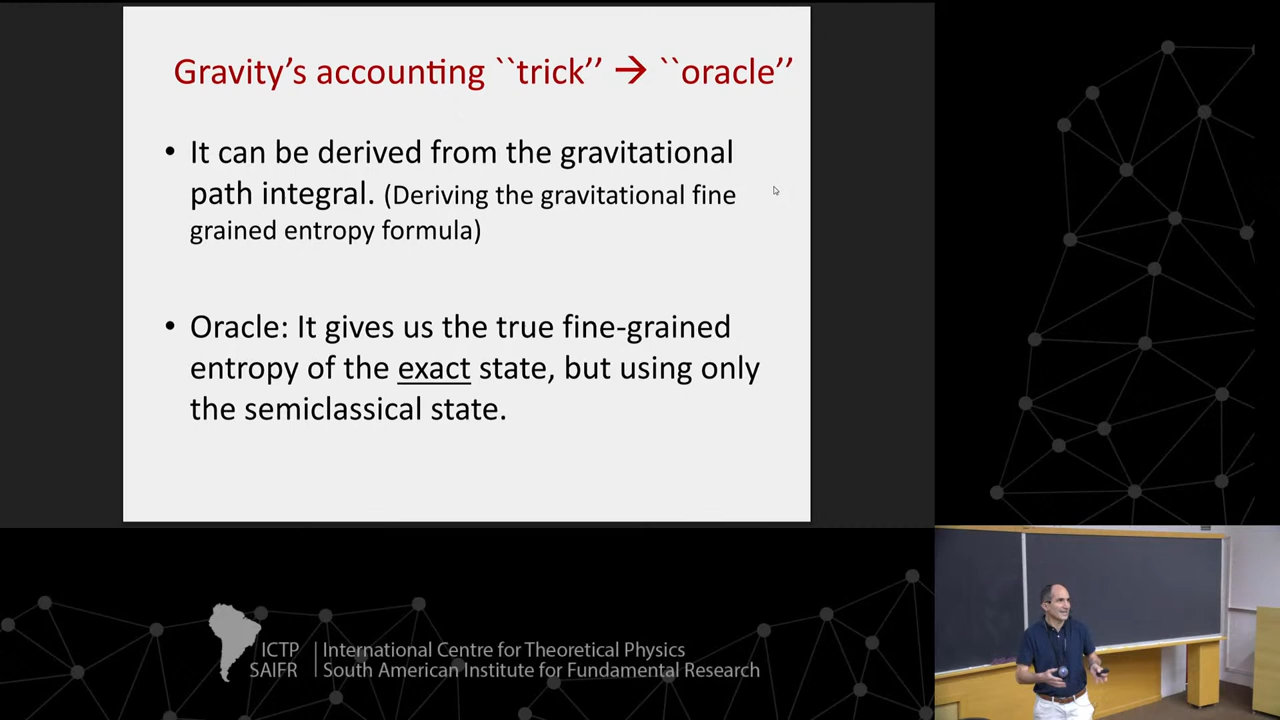 Gravity's accounting ``trick'' → ``oracle''
• It can be derived from the gravitational
path integral. (Deriving the gravitational fine
grained entropy formula)
• Oracle: It gives us the true fine-grained
entropy of the exact state, but using only
the semiclassical state.
ICTP
SAIFR
International Centre for Theoretical Physics
South American Institute for Fundamental Research